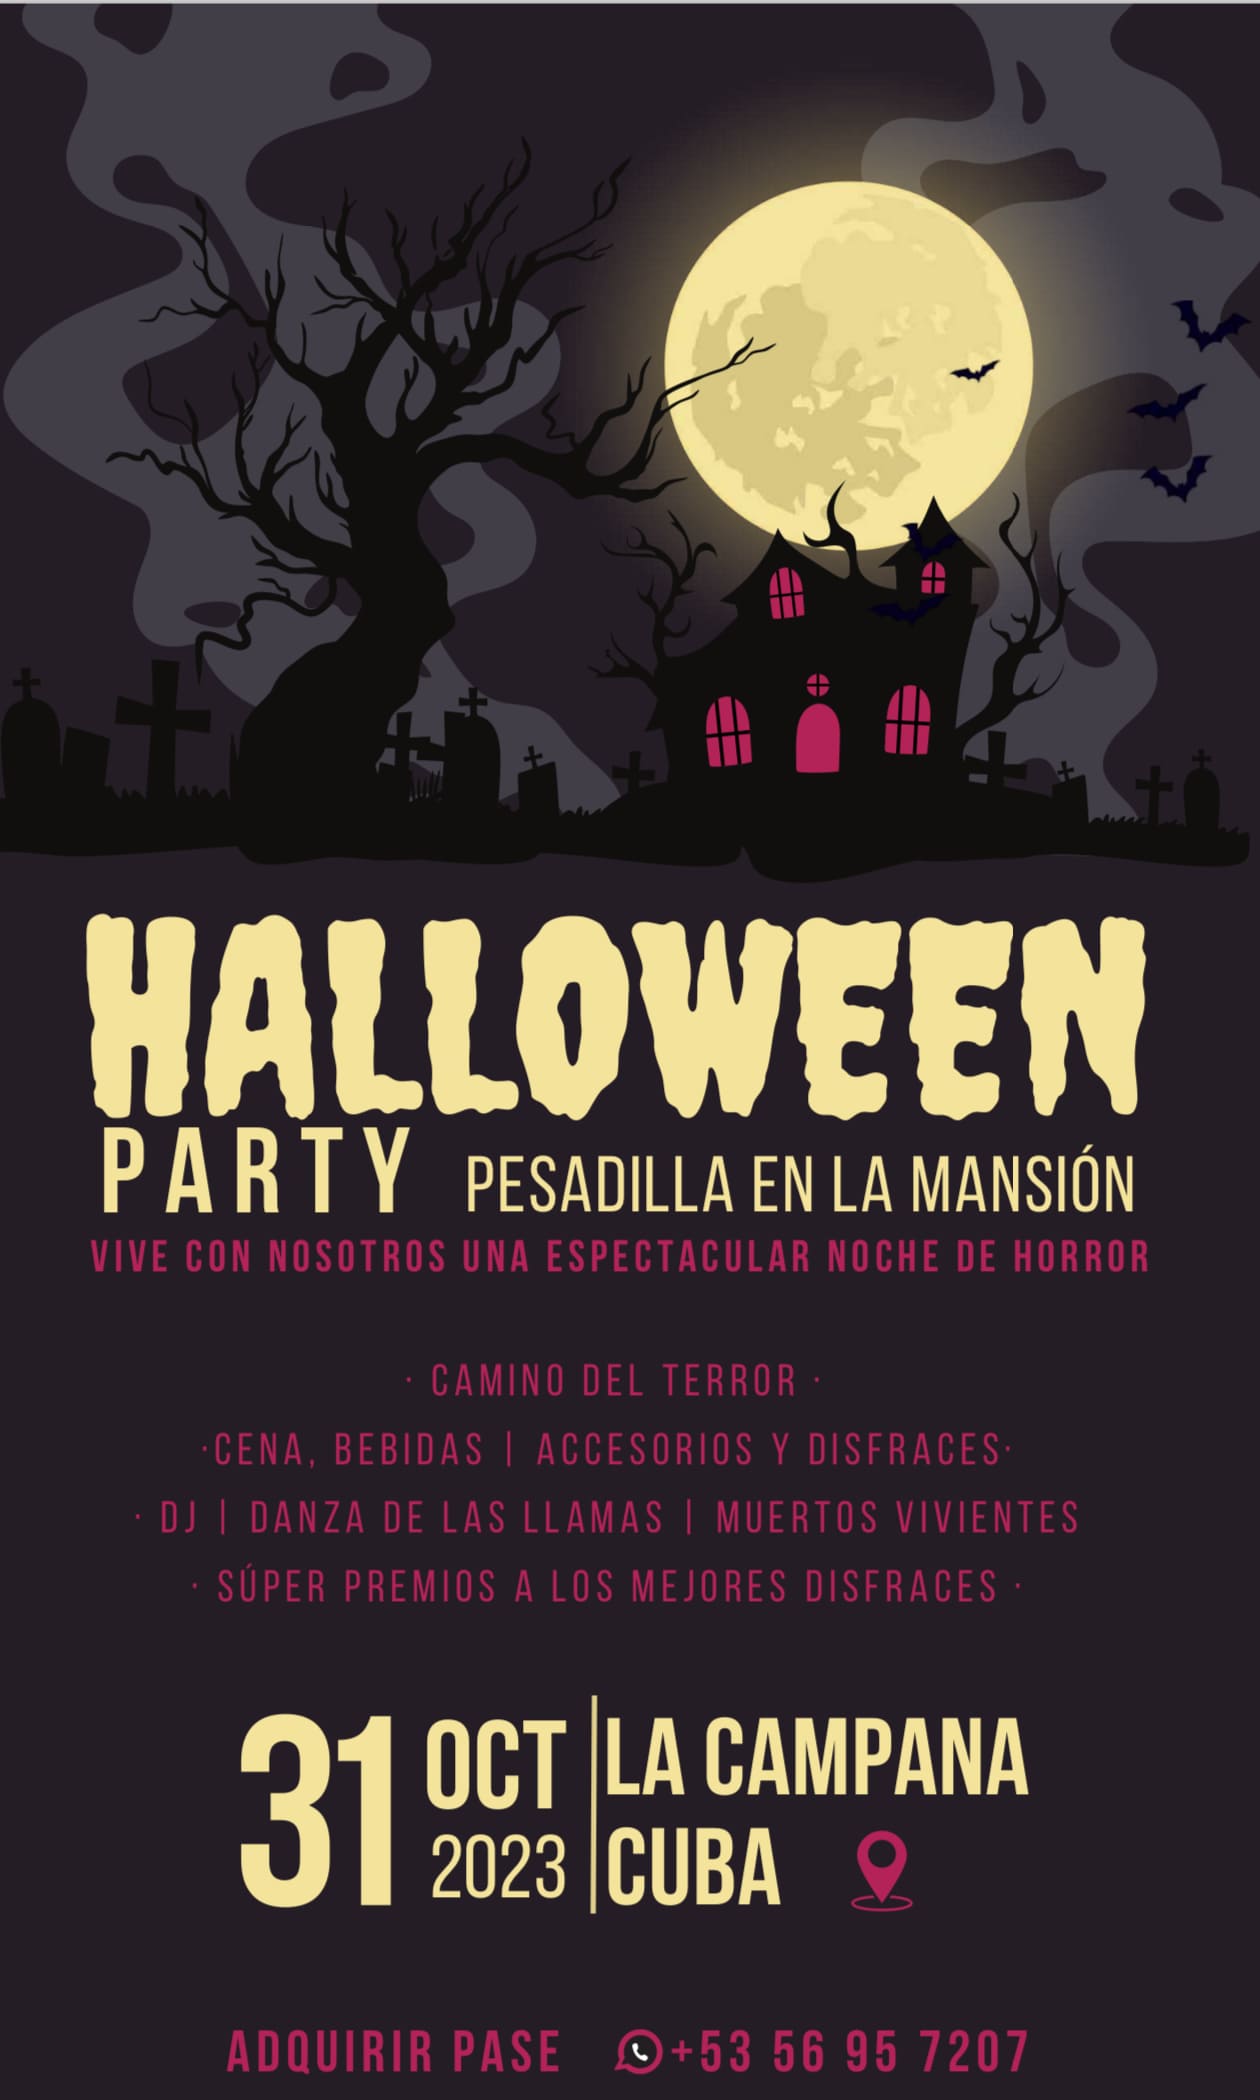 HALLOWEEN
PARTY PESADILLA EN LA MANSIÓN
VIVE CON NOSOTROS UNA ESPECTACULAR NOCHE DE HORROR
· CAMINO DEL TERROR ·
·CENA, BEBIDAS | ACCESORIOS Y DISFRACES·
· DJ | DANZA DE LAS LLAMAS | MUERTOS VIVIENTES
· SÚPER PREMIOS A LOS MEJORES DISFRACES ·
31 OCT
2023
LA CAMPANA
CUBA
ADQUIRIR PASE +53 56 95 7207